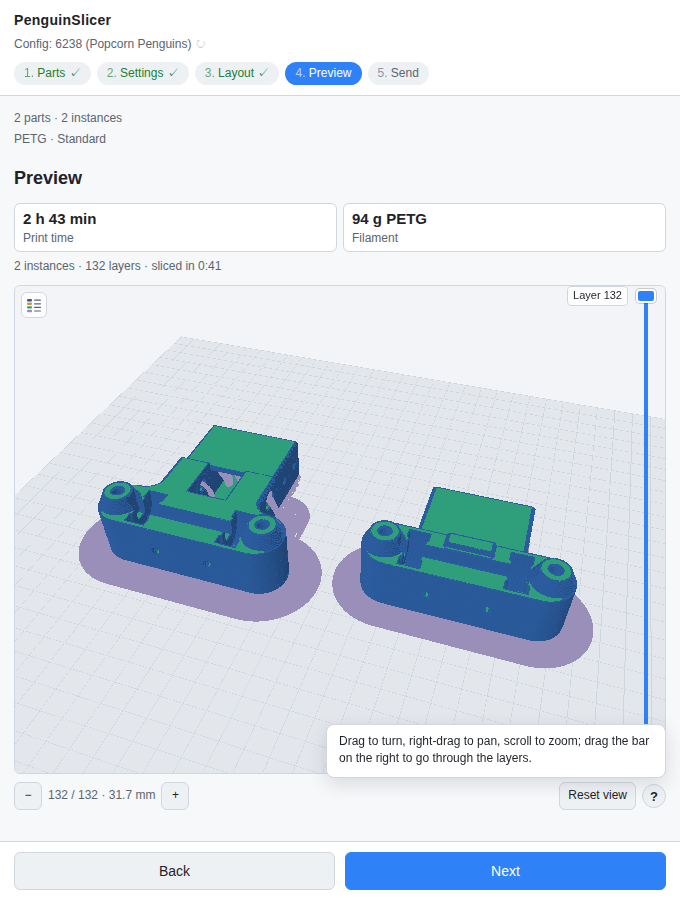 PenguinSlicer
Config: 6238 (Popcorn Penguins)
1. Parts ✓ 2. Settings ✓ 3. Layout ✓ 4. Preview 5. Send
2 parts · 2 instances
PETG · Standard
Preview
2 h 43 min
Print time
94 g PETG
Filament
2 instances · 132 layers · sliced in 0:41
Layer 132
Drag to turn, right-drag to pan, scroll to zoom; drag the bar
on the right to go through the layers.
− 132 / 132 · 31.7 mm + Reset view ?
Back Next